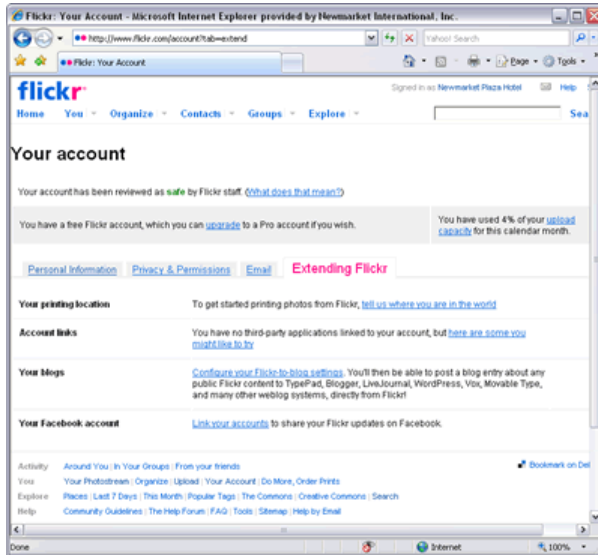 Flickr: Your Account - Microsoft Internet Explorer provided by Newmarket International, Inc.
http://www.flickr.com/account?tab=extend
Yahoo! Search
Flickr: Your Account
Page
Tools
flickr
Signed in as Newmarket Plaza Hotel
Help
Home You Organize Contacts Groups Explore
Sea
Your account
Your account has been reviewed as safe by Flickr staff. (What does that mean?)
You have a free Flickr account, which you can upgrade to a Pro account if you wish.
You have used 4% of your upload
capacity for this calendar month.
Personal Information Privacy & Permissions Email Extending Flickr
Your printing location To get started printing photos from Flickr, tell us where you are in the world
Account links You have no third-party applications linked to your account, but here are some you
might like to try
Your blogs Configure your Flickr-to-blog settings. You'll then be able to post a blog entry about any
public Flickr content to TypePad, Blogger, LiveJournal, WordPress, Vox, Movable Type,
and many other weblog systems, directly from Flickr!
Your Facebook account Link your accounts to share your Flickr updates on Facebook.
Activity Around You | In Your Groups | From your friends
Bookmark on Del
You Your Photostream | Organize | Upload | Your Account | Do More, Order Prints
Explore Places | Last 7 Days | This Month | Popular Tags | The Commons | Creative Commons | Search
Help Community Guidelines | The Help Forum | FAQ | Tools | Sitemap | Help by Email
Done Internet 100%